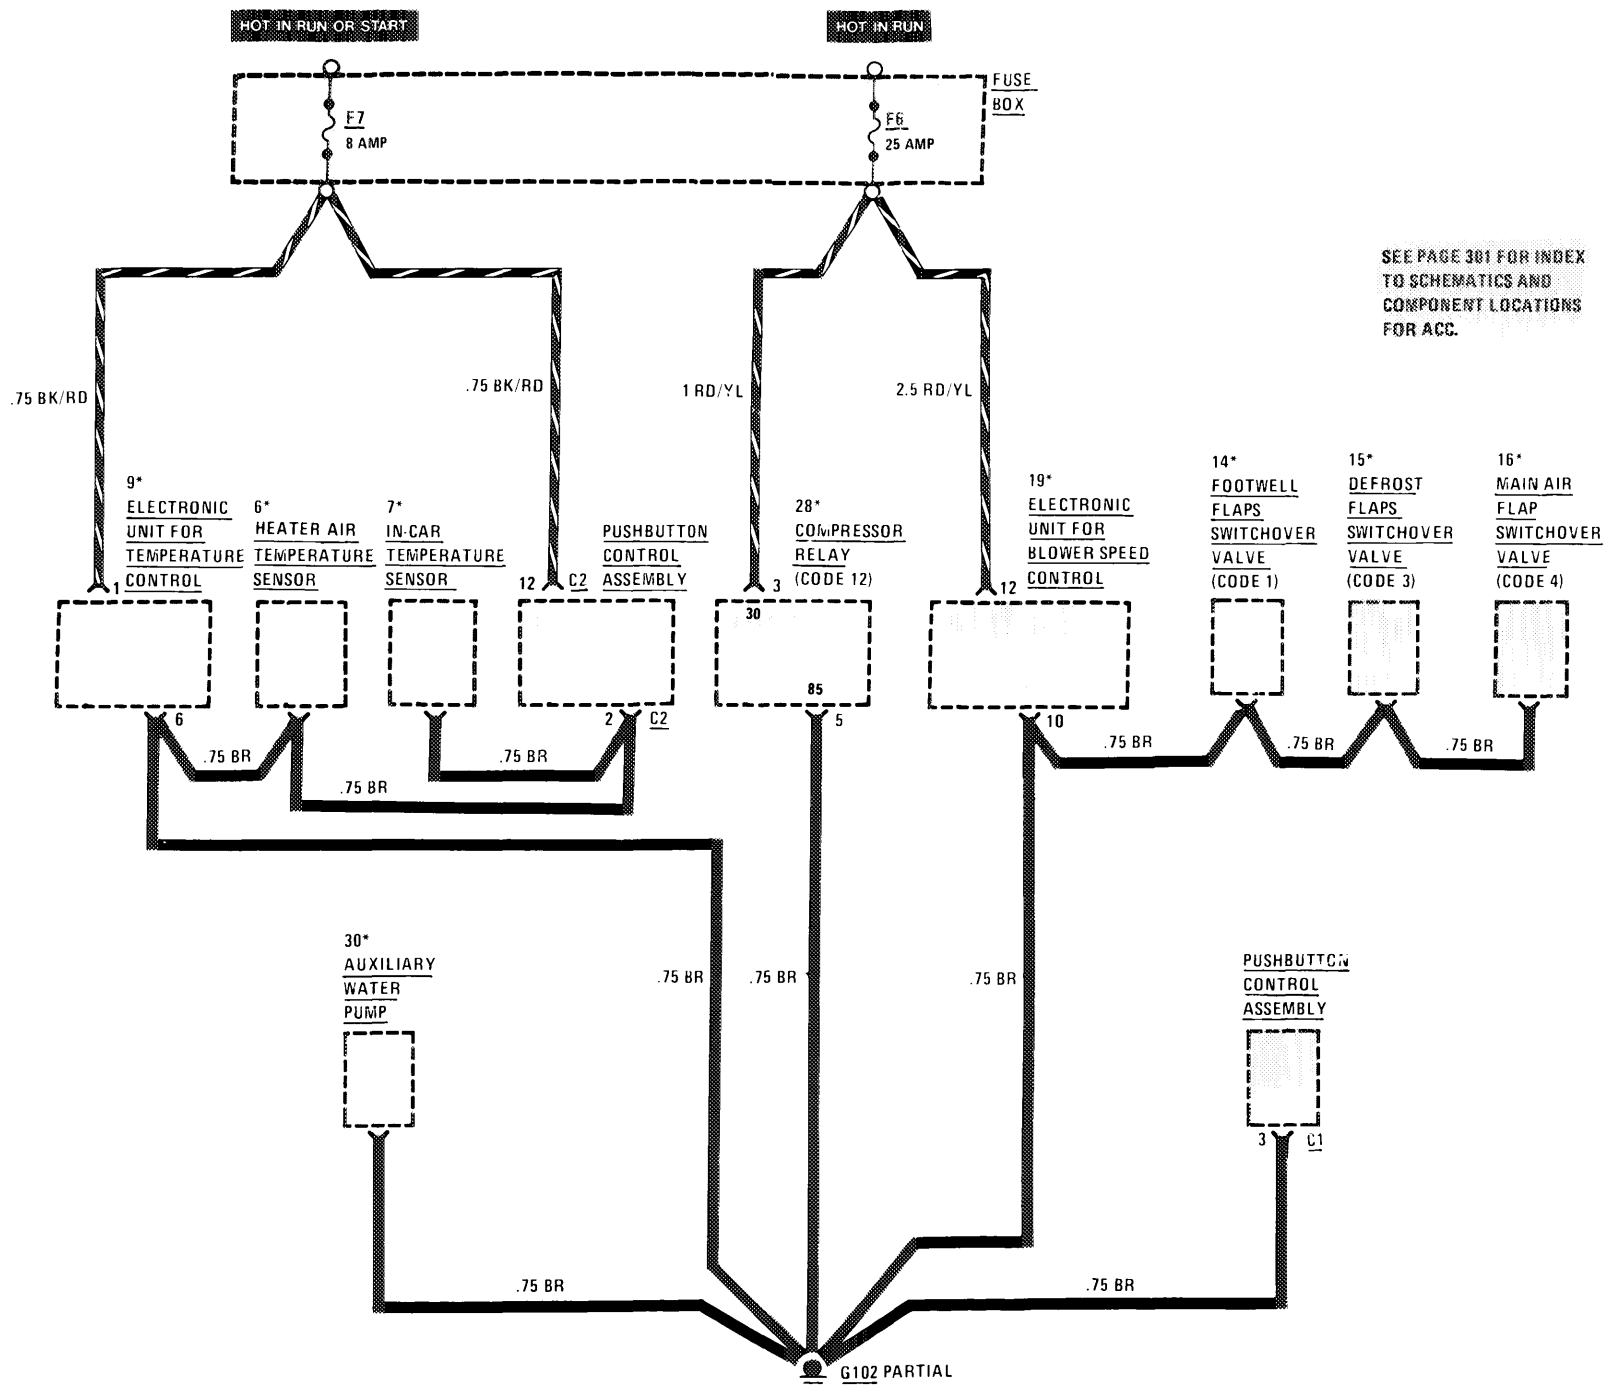 HOT IN RUN OR START
HOT IN RUN
FUSE
BOX
F7
8 AMP
F6
25 AMP
SEE PAGE 301 FOR INDEX
TO SCHEMATICS AND
COMPONENT LOCATIONS
FOR ACC.
.75 BK/RD
.75 BK/RD
1 RD/YL
2.5 RD/YL
9*
ELECTRONIC
UNIT FOR
TEMPERATURE
CONTROL
1
6*
HEATER AIR
TEMPERATURE
SENSOR
7*
IN-CAR
TEMPERATURE
SENSOR
12
C2
PUSHBUTTON
CONTROL
ASSEMBLY
28*
COMPRESSOR
RELAY
(CODE 12)
3
30
85
19*
ELECTRONIC
UNIT FOR
BLOWER SPEED
CONTROL
12
14*
FOOTWELL
FLAPS
SWITCHOVER
VALVE
(CODE 1)
15*
DEFROST
FLAPS
SWITCHOVER
VALVE
(CODE 3)
16*
MAIN AIR
FLAP
SWITCHOVER
VALVE
(CODE 4)
6
2
C2
5
10
.75 BR
.75 BR
.75 BR
.75 BR
.75 BR
.75 BR
30*
AUXILIARY
WATER
PUMP
.75 BR
.75 BR
.75 BR
PUSHBUTTON
CONTROL
ASSEMBLY
3
C1
.75 BR
.75 BR
G102 PARTIAL